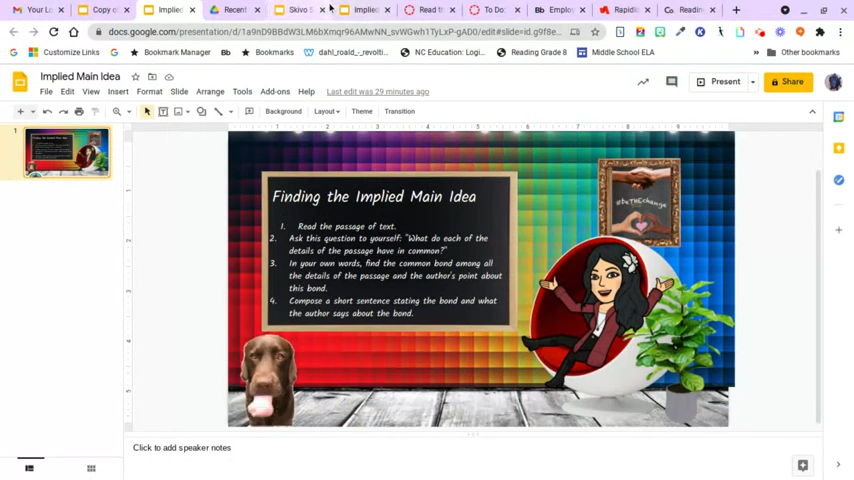 Your Lo
Copy of
Implied
Recent
Skivo S
Implied
Read th
To Do:
Employ
Rapidic
Reading
docs.google.com/presentation/d/1a9nD9BBdW3LM6bXmqr96AMwNN_svWGwh1TyLxP-gAD0/edit#slide=id.g9f8e...
Customize Links
Bookmark Manager
Bookmarks
dahl_roald_-_revolti...
NC Education: Logi...
Reading Grade 8
Middle School ELA
Other bookmarks
Implied Main Idea
File Edit View Insert Format Slide Arrange Tools Add-ons Help Last edit was 29 minutes ago
Present
Share
Background Layout Theme Transition
Finding the Implied Main Idea
1. Read the passage of text.
2. Ask this question to yourself: "What do each of the
details of the passage have in common?"
3. In your own words, find the common bond among all
the details of the passage and the author's point about
this bond.
4. Compose a short sentence stating the bond and what
the author says about the bond.
#beTHEchange
Click to add speaker notes